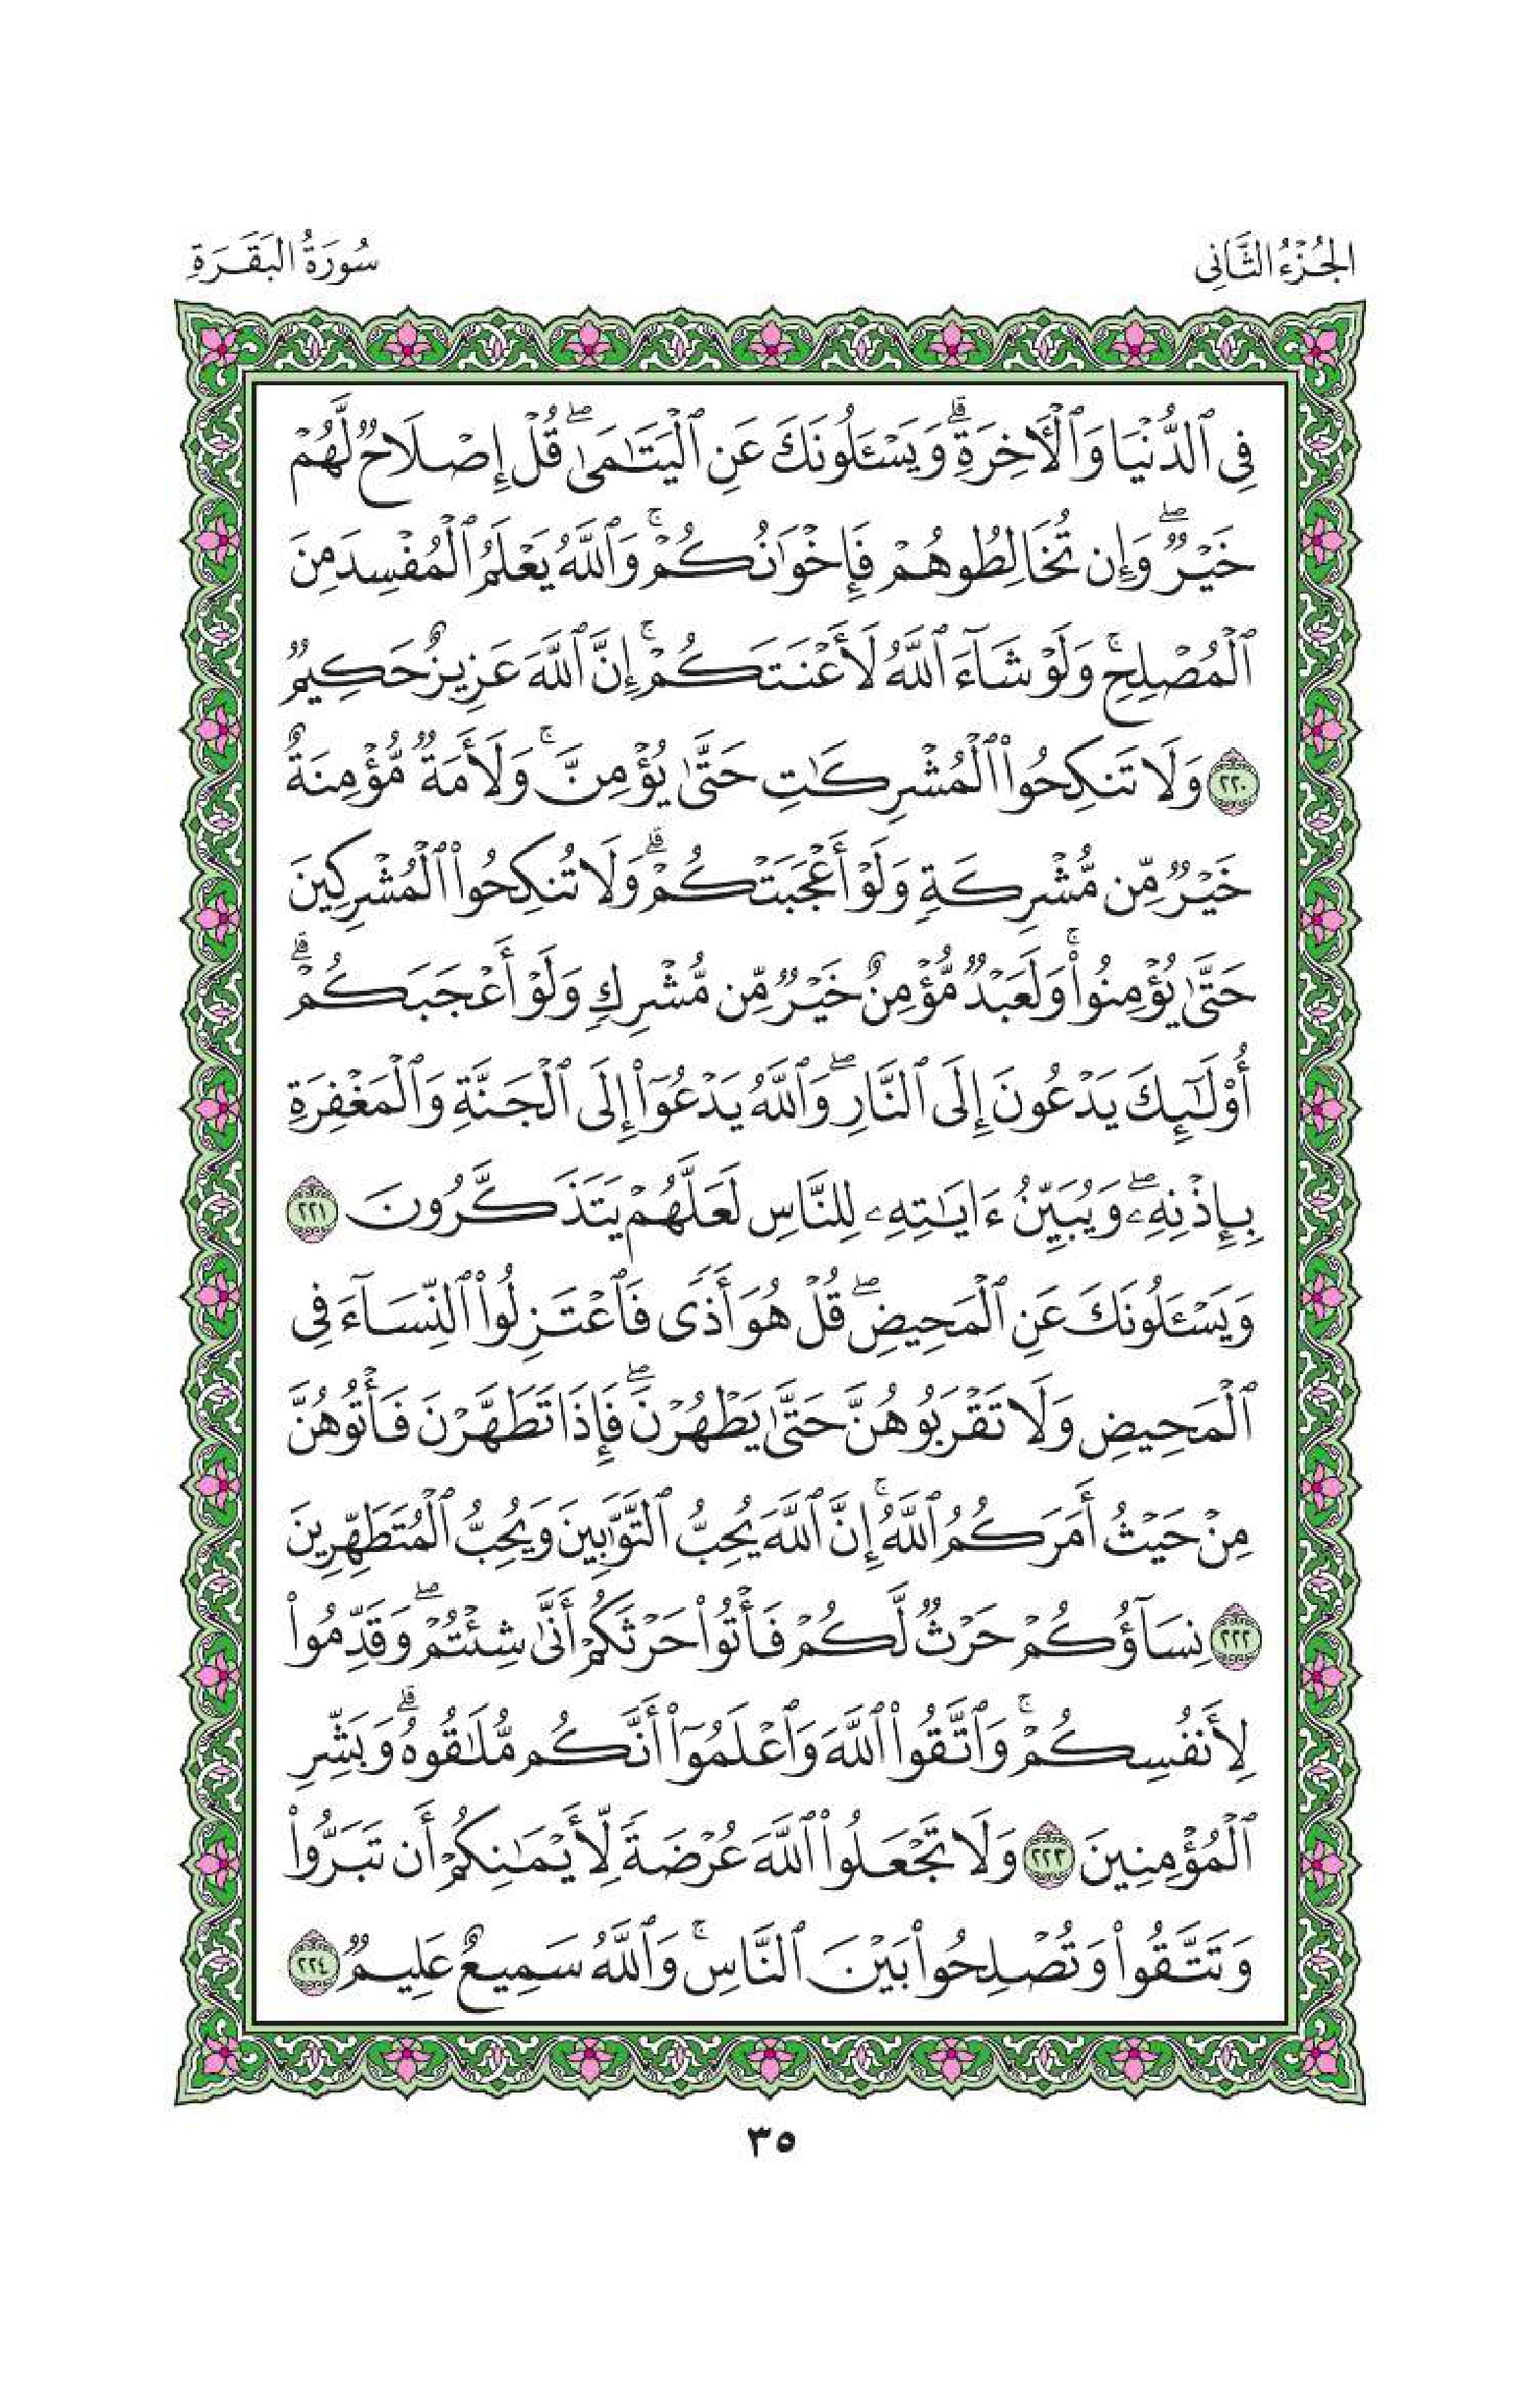 الجُزْءُ الثَّانِي
سُورَةُ البَقَرَةِ
فِي ٱلدُّنْيَا وَٱلْأَخِرَةِۗ وَيَسْـَٔلُونَكَ عَنِ ٱلْيَتَٰمَىٰۖ قُلْ إِصْلَاحٌ لَّهُمْ
خَيْرٌۖ وَإِن تُخَالِطُوهُمْ فَإِخْوَٰنُكُمْۚ وَٱللَّهُ يَعْلَمُ ٱلْمُفْسِدَ مِنَ
ٱلْمُصْلِحِۚ وَلَوْ شَآءَ ٱللَّهُ لَأَعْنَتَكُمْۚ إِنَّ ٱللَّهَ عَزِيزٌ حَكِيمٌ
٢٢٠ وَلَا تَنكِحُوا۟ ٱلْمُشْرِكَٰتِ حَتَّىٰ يُؤْمِنَّۚ وَلَأَمَةٌ مُّؤْمِنَةٌ
خَيْرٌ مِّن مُّشْرِكَةٍ وَلَوْ أَعْجَبَتْكُمْۗ وَلَا تُنكِحُوا۟ ٱلْمُشْرِكِينَ
حَتَّىٰ يُؤْمِنُوا۟ۚ وَلَعَبْدٌ مُّؤْمِنٌ خَيْرٌ مِّن مُّشْرِكٍ وَلَوْ أَعْجَبَكُمْۗ
أُو۟لَٰٓئِكَ يَدْعُونَ إِلَى ٱلنَّارِۖ وَٱللَّهُ يَدْعُوٓا۟ إِلَى ٱلْجَنَّةِ وَٱلْمَغْفِرَةِ
بِإِذْنِهِۦۖ وَيُبَيِّنُ ءَايَٰتِهِۦ لِلنَّاسِ لَعَلَّهُمْ يَتَذَكَّرُونَ ٢٢١
وَيَسْـَٔلُونَكَ عَنِ ٱلْمَحِيضِۖ قُلْ هُوَ أَذًى فَٱعْتَزِلُوا۟ ٱلنِّسَآءَ فِي
ٱلْمَحِيضِ وَلَا تَقْرَبُوهُنَّ حَتَّىٰ يَطْهُرْنَۖ فَإِذَا تَطَهَّرْنَ فَأْتُوهُنَّ
مِنْ حَيْثُ أَمَرَكُمُ ٱللَّهُۚ إِنَّ ٱللَّهَ يُحِبُّ ٱلتَّوَّٰبِينَ وَيُحِبُّ ٱلْمُتَطَهِّرِينَ
٢٢٢ نِسَآؤُكُمْ حَرْثٌ لَّكُمْ فَأْتُوا۟ حَرْثَكُمْ أَنَّىٰ شِئْتُمْۖ وَقَدِّمُوا۟
لِأَنفُسِكُمْۚ وَٱتَّقُوا۟ ٱللَّهَ وَٱعْلَمُوٓا۟ أَنَّكُم مُّلَٰقُوهُۗ وَبَشِّرِ
ٱلْمُؤْمِنِينَ ٢٢٣ وَلَا تَجْعَلُوا۟ ٱللَّهَ عُرْضَةً لِّأَيْمَٰنِكُمْ أَن تَبَرُّوا۟
وَتَتَّقُوا۟ وَتُصْلِحُوا۟ بَيْنَ ٱلنَّاسِۚ وَٱللَّهُ سَمِيعٌ عَلِيمٌ ٢٢٤
٣٥